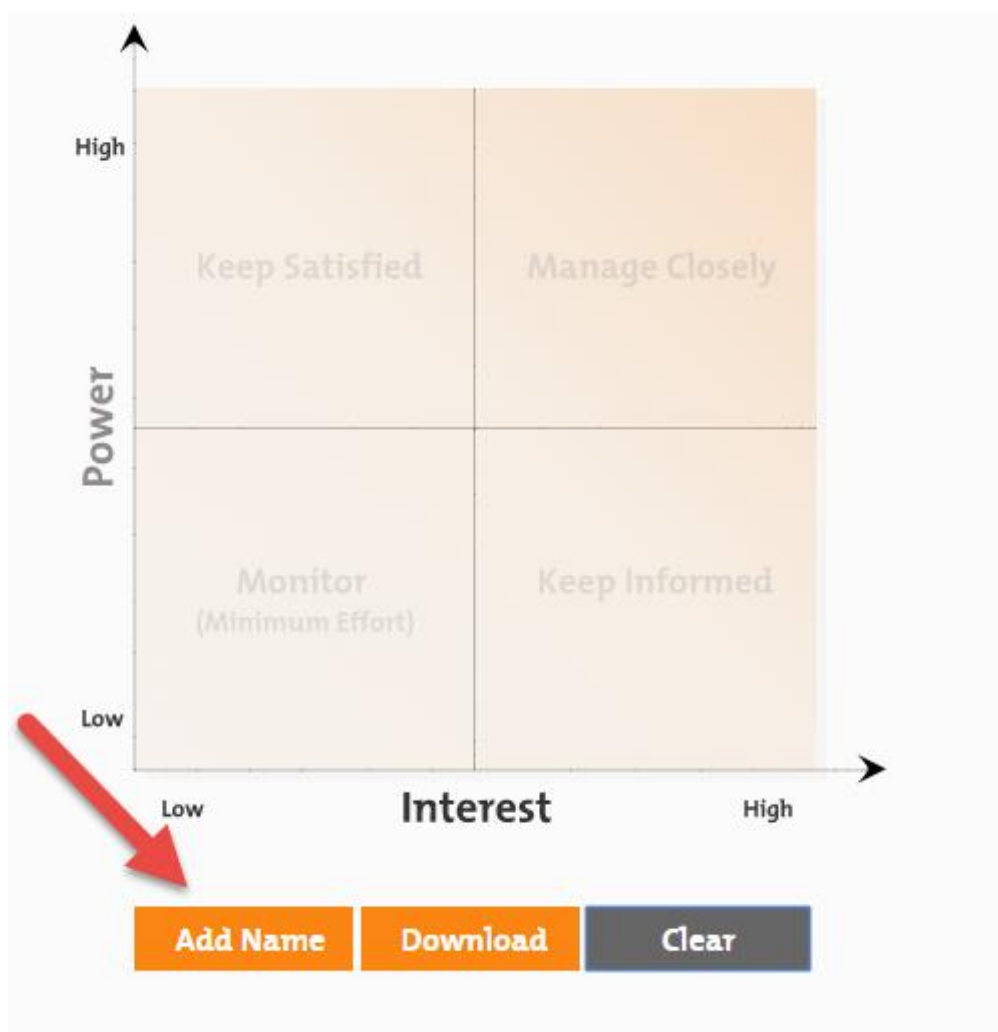 High
Keep Satisfied
Manage Closely
Power
Monitor
(Minimum Effort)
Keep Informed
Low
Low
Interest
High
Add Name
Download
Clear